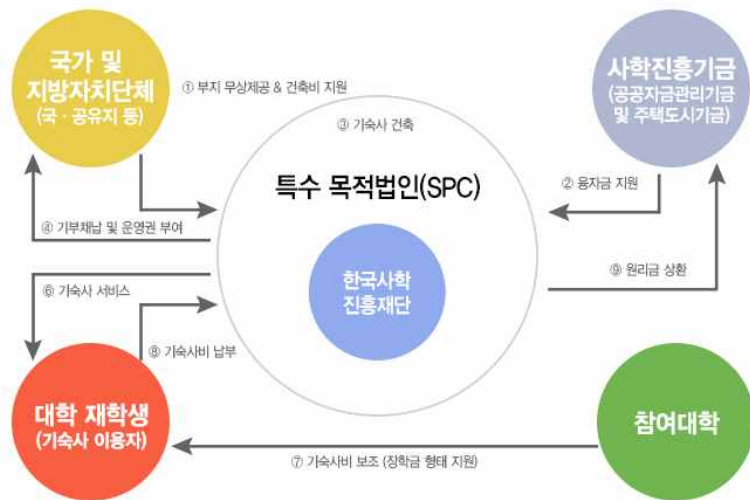 국가 및
지방자치단체
(국 · 공유지 등)
① 부지 무상제공 & 건축비 지원
③ 기숙사 건축
사학진흥기금
(공공자금관리기금
및 주택도시기금)
특수 목적법인(SPC)
② 융자금 지원
④ 기부채납 및 운영권 부여
한국사학
진흥재단
⑨ 원리금 상환
⑥ 기숙사 서비스
⑧ 기숙사비 납부
대학 재학생
(기숙사 이용자)
참여대학
⑦ 기숙사비 보조 (장학금 형태 지원)